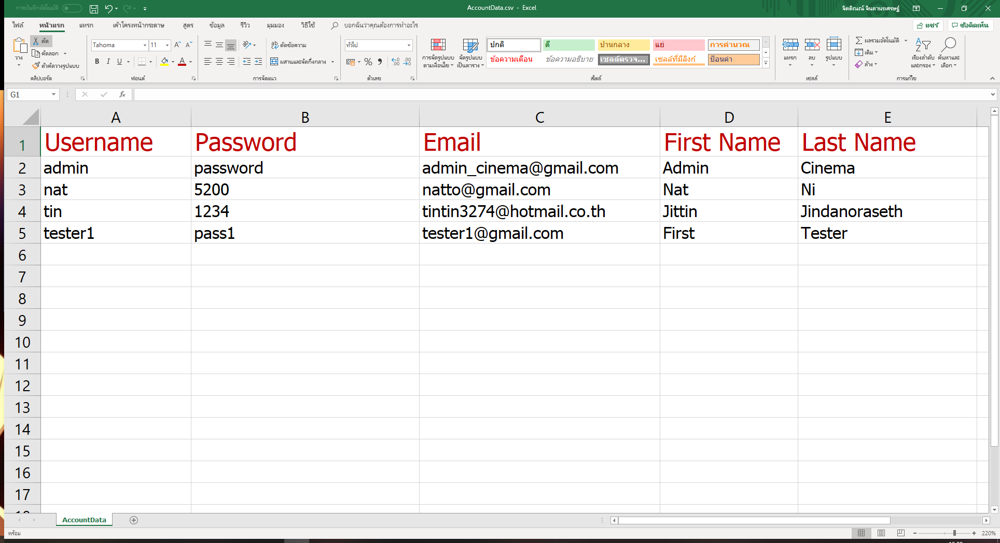 การบันทึกอัตโนมัติ
AccountData.csv - Excel
จิตติณณ์ จินดานรเศรษฐ์
ไฟล์ หน้าแรก แทรก เค้าโครงหน้ากระดาษ สูตร ข้อมูล รีวิว มุมมอง วิธีใช้ บอกฉันว่าคุณต้องการทำอะไร
แชร์ ข้อคิดเห็น
วาง
ตัด
คัดลอก
ตัวคัดวางรูปแบบ
คลิปบอร์ด
Tahoma 11
B I U
ฟอนต์
ตัดข้อความ
ผสานและจัดกึ่งกลาง
การจัดแนว
ทั่วไป
ตัวเลข
การจัดรูปแบบ
ตามเงื่อนไข
จัดรูปแบบ
เป็นตาราง
ปกติ ดี ปานกลาง แย่ การคำนวณ
ข้อความเตือน ข้อความอธิบาย เซลล์ตรวจ... เซลล์ที่มีลิงก์ ป้อนค่า
สไตล์
แทรก ลบ รูปแบบ
เซลล์
ผลรวมอัตโนมัติ
เติม
ล้าง
เรียงลำดับ
และกรอง
ค้นหาและ
เลือก
การแก้ไข
G1 fx
A B C D E
1 Username Password Email First Name Last Name
2 admin password admin_cinema@gmail.com Admin Cinema
3 nat 5200 natto@gmail.com Nat Ni
4 tin 1234 tintin3274@hotmail.co.th Jittin Jindanoraseth
5 tester1 pass1 tester1@gmail.com First Tester
6
7
8
9
10
11
12
13
14
15
16
17
AccountData
พร้อม
220%